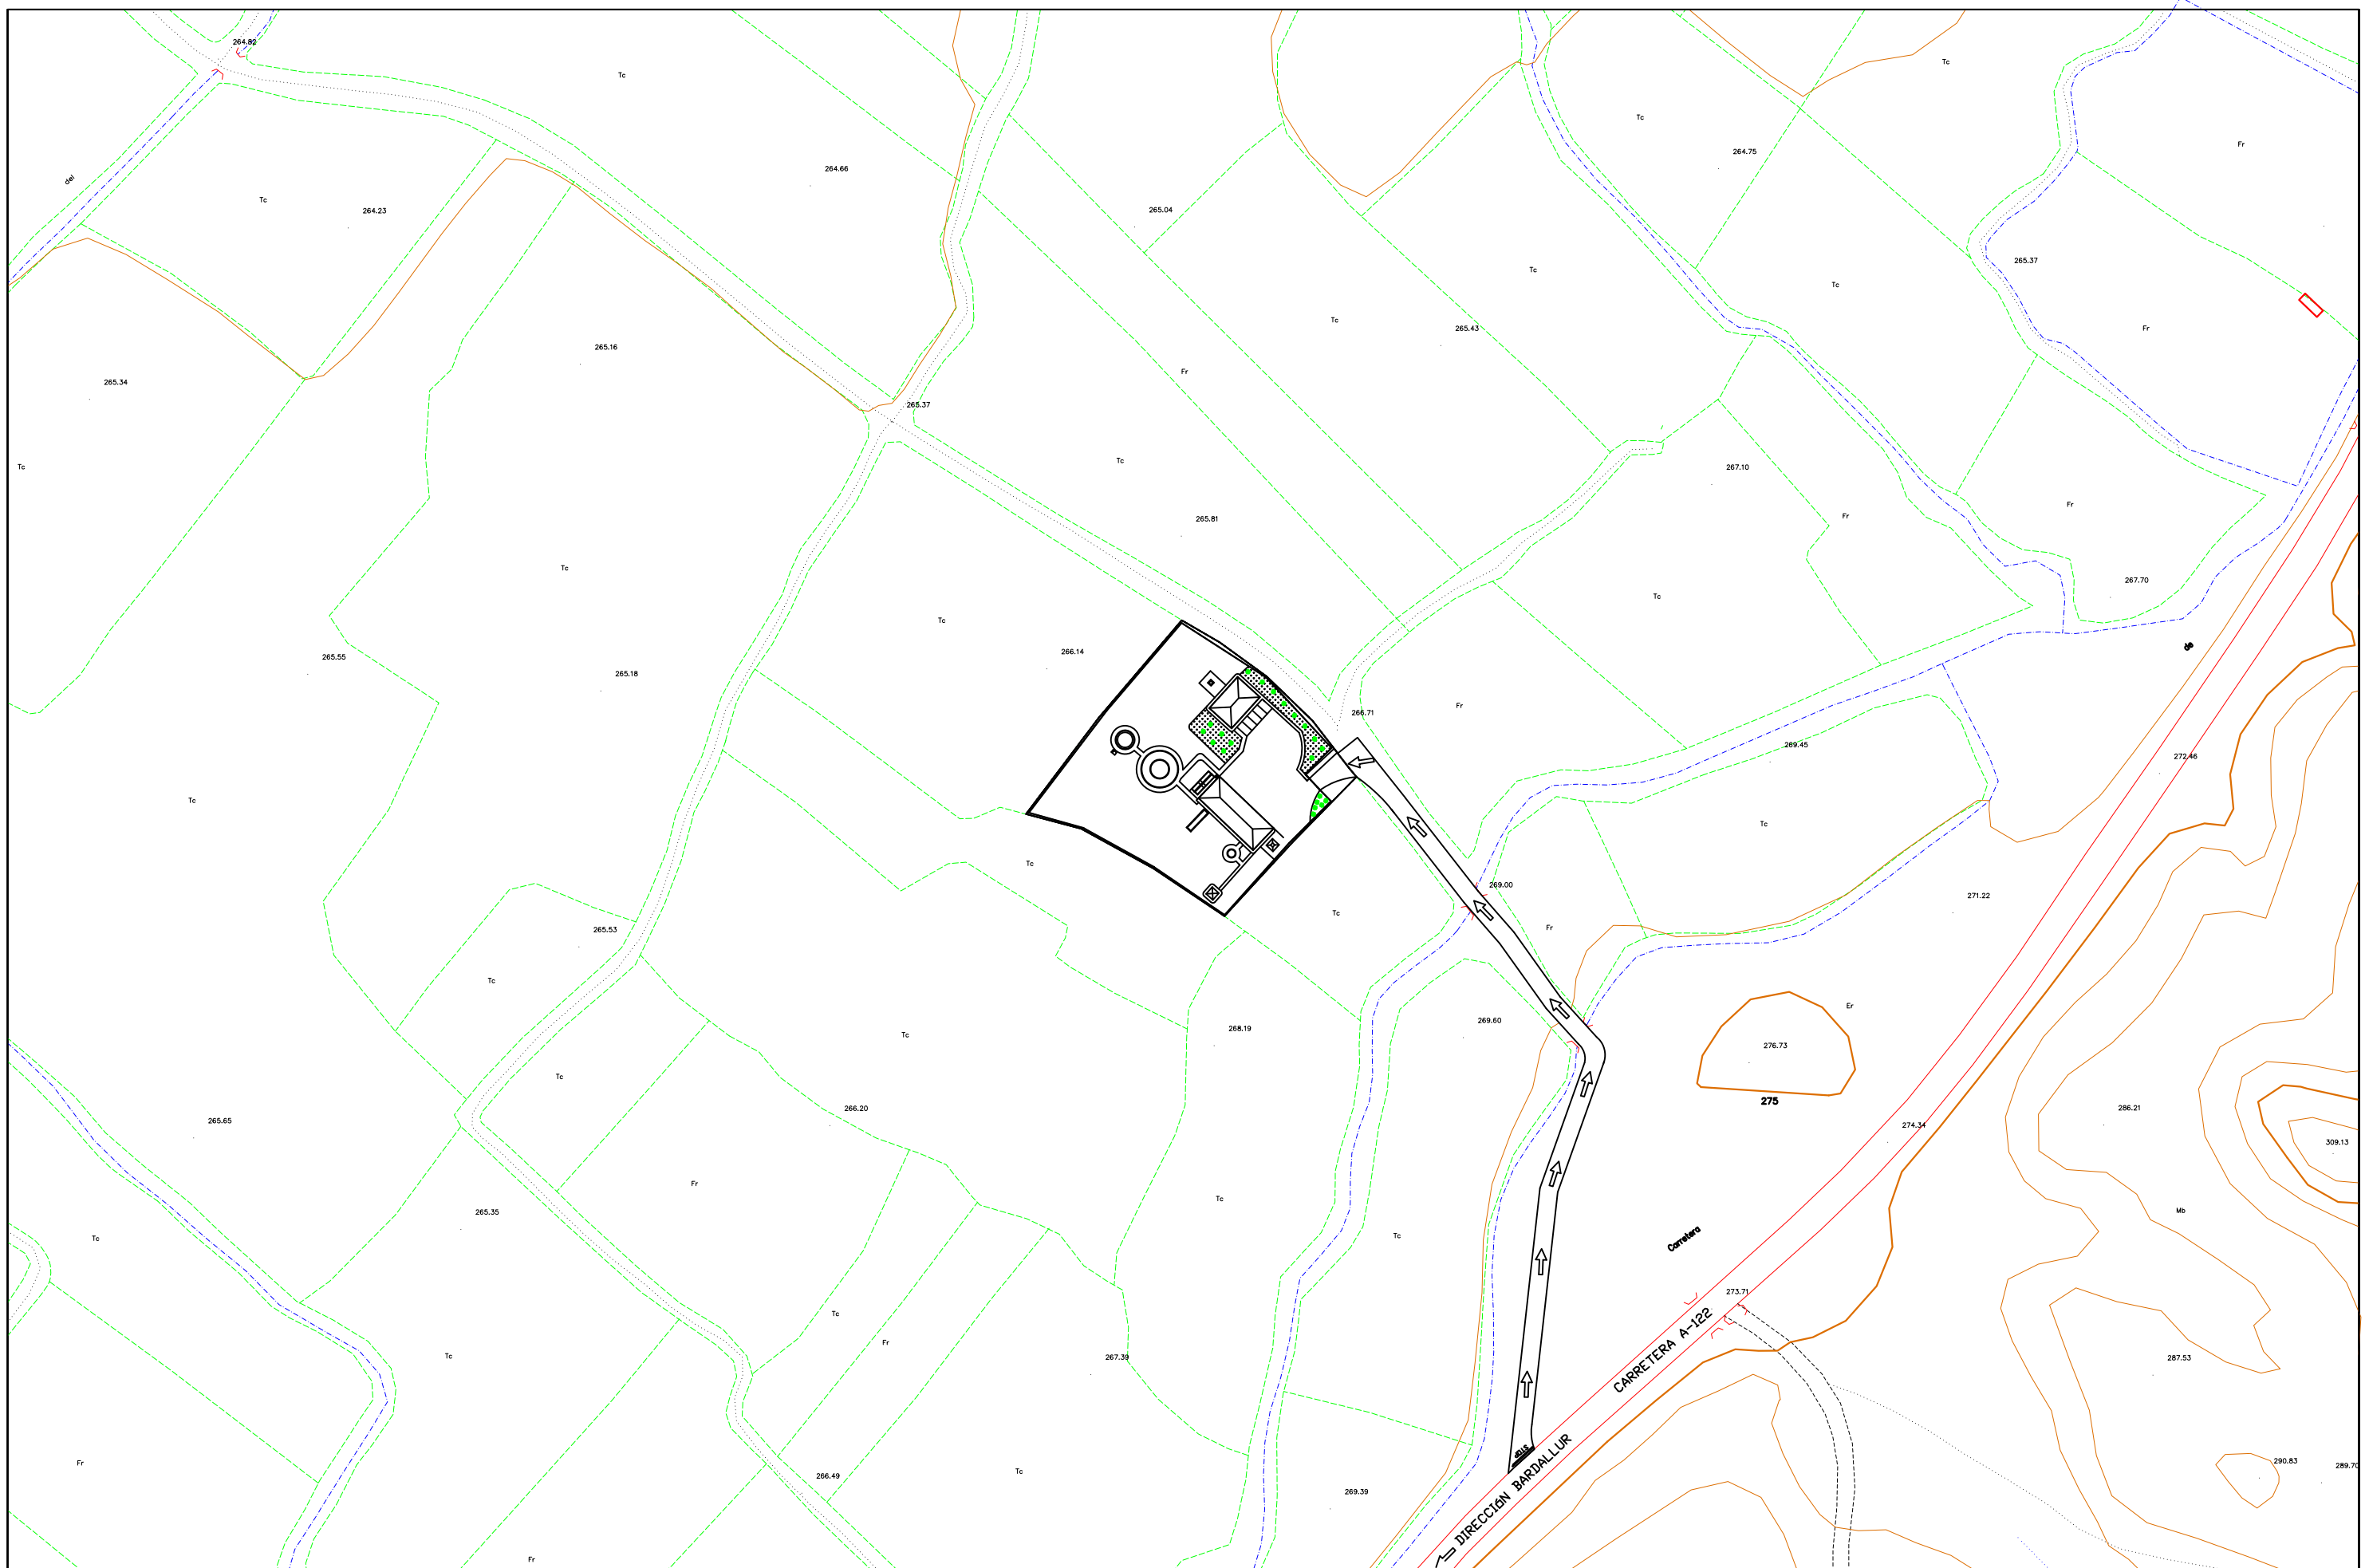 264.82
Tc
Tc
Tc
264.75
Fr
264.66
del
Tc
264.23
265.04
265.37
Tc
Tc
Tc
265.43
Fr
265.16
Fr
265.34
265.37
Tc
Tc
267.10
Fr
Fr
265.81
Tc
267.70
Tc
Tc
266.14
de
265.55
265.18
Fr
266.71
269.45
272.46
Tc
Tc
Tc
269.00
271.22
Tc
Fr
265.53
Tc
Er
269.60
268.19
Tc
276.73
Tc
275
266.20
286.21
265.65
274.34
309.13
Fr
Tc
265.35
Mb
Tc
Tc
Carretera
273.71
Tc
Fr
CARRETERA A-122
Tc
267.39
287.53
STOP
DIRECCIÓN BARDALLUR
Fr
290.83
289.70
Tc
266.49
269.39
Fr